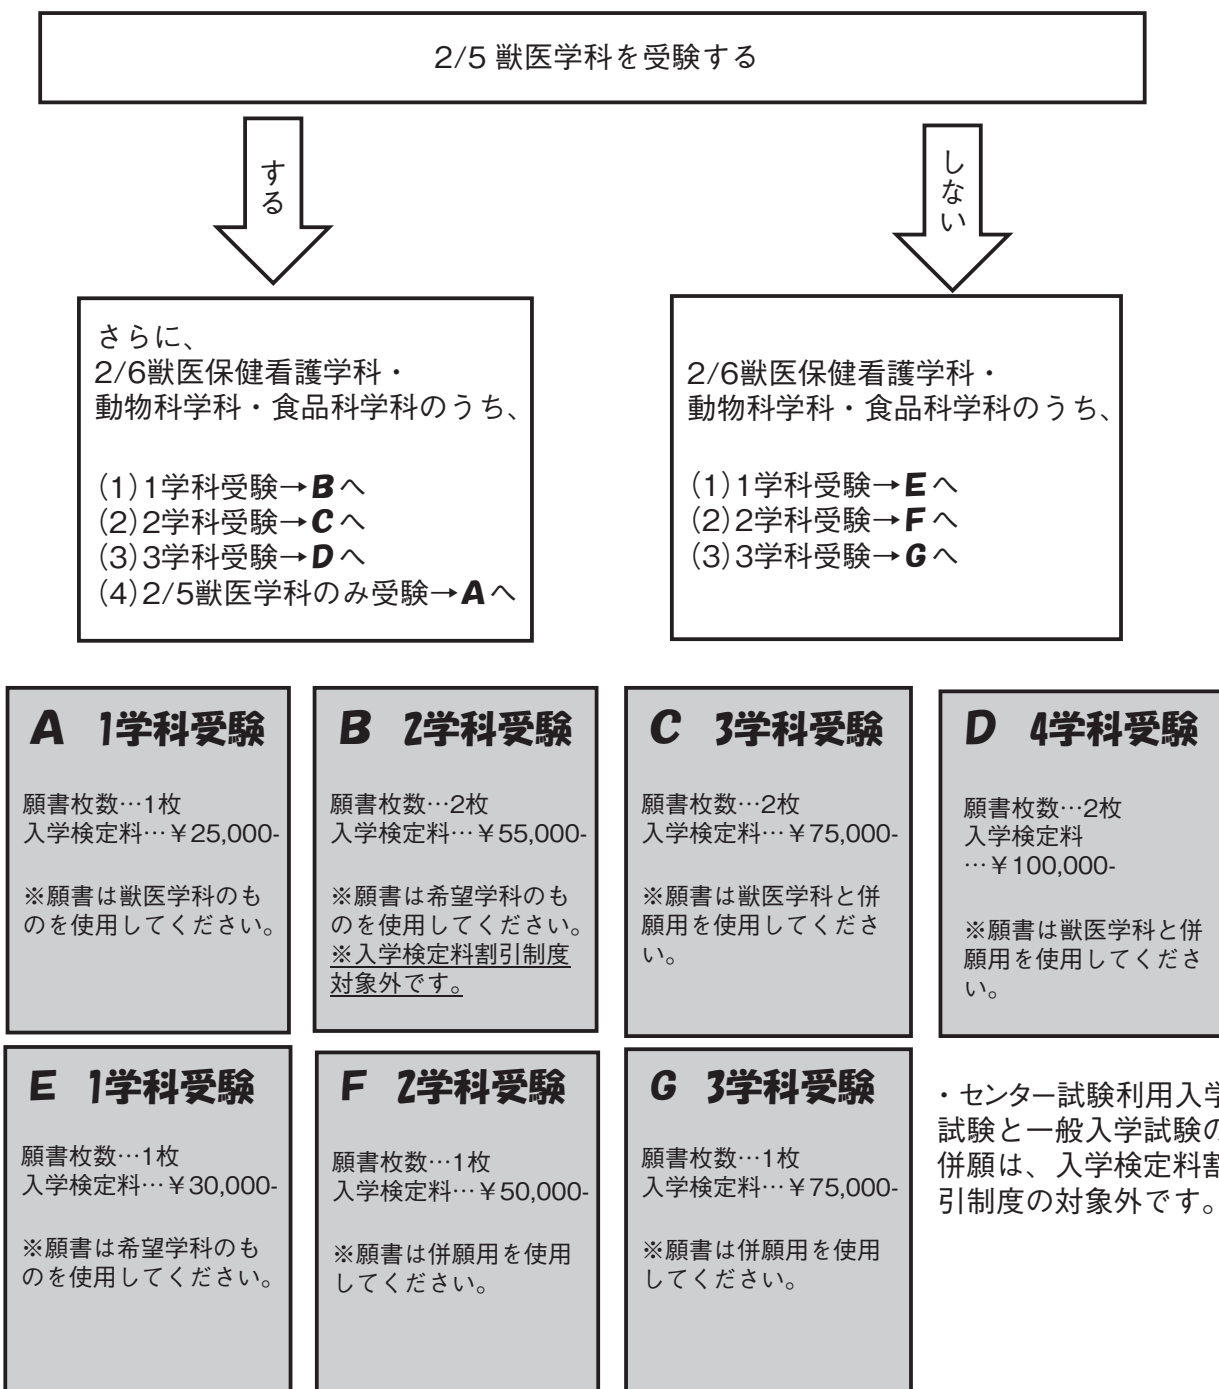 2/5 獣医学科を受験する
する
しない
さらに、
2/6獣医保健看護学科・
動物科学科・食品科学科のうち、
(1)1学科受験→Bへ
(2)2学科受験→Cへ
(3)3学科受験→Dへ
(4)2/5獣医学科のみ受験→Aへ
2/6獣医保健看護学科・
動物科学科・食品科学科のうち、
(1)1学科受験→Eへ
(2)2学科受験→Fへ
(3)3学科受験→Gへ
A 1学科受験
願書枚数…1枚
入学検定料…￥25,000-
※願書は獣医学科のも
のを使用してください。
B 2学科受験
願書枚数…2枚
入学検定料…￥55,000-
※願書は希望学科のも
のを使用してください。
※入学検定料割引制度
対象外です。
C 3学科受験
願書枚数…2枚
入学検定料…￥75,000-
※願書は獣医学科と併
願用を使用してくださ
い。
D 4学科受験
願書枚数…2枚
入学検定料
…￥100,000-
※願書は獣医学科と併
願用を使用してくださ
い。
E 1学科受験
願書枚数…1枚
入学検定料…￥30,000-
※願書は希望学科のも
のを使用してください。
F 2学科受験
願書枚数…1枚
入学検定料…￥50,000-
※願書は併願用を使用
してください。
G 3学科受験
願書枚数…1枚
入学検定料…￥75,000-
※願書は併願用を使用
してください。
・センター試験利用入学
試験と一般入学試験の
併願は、入学検定料割
引制度の対象外です。